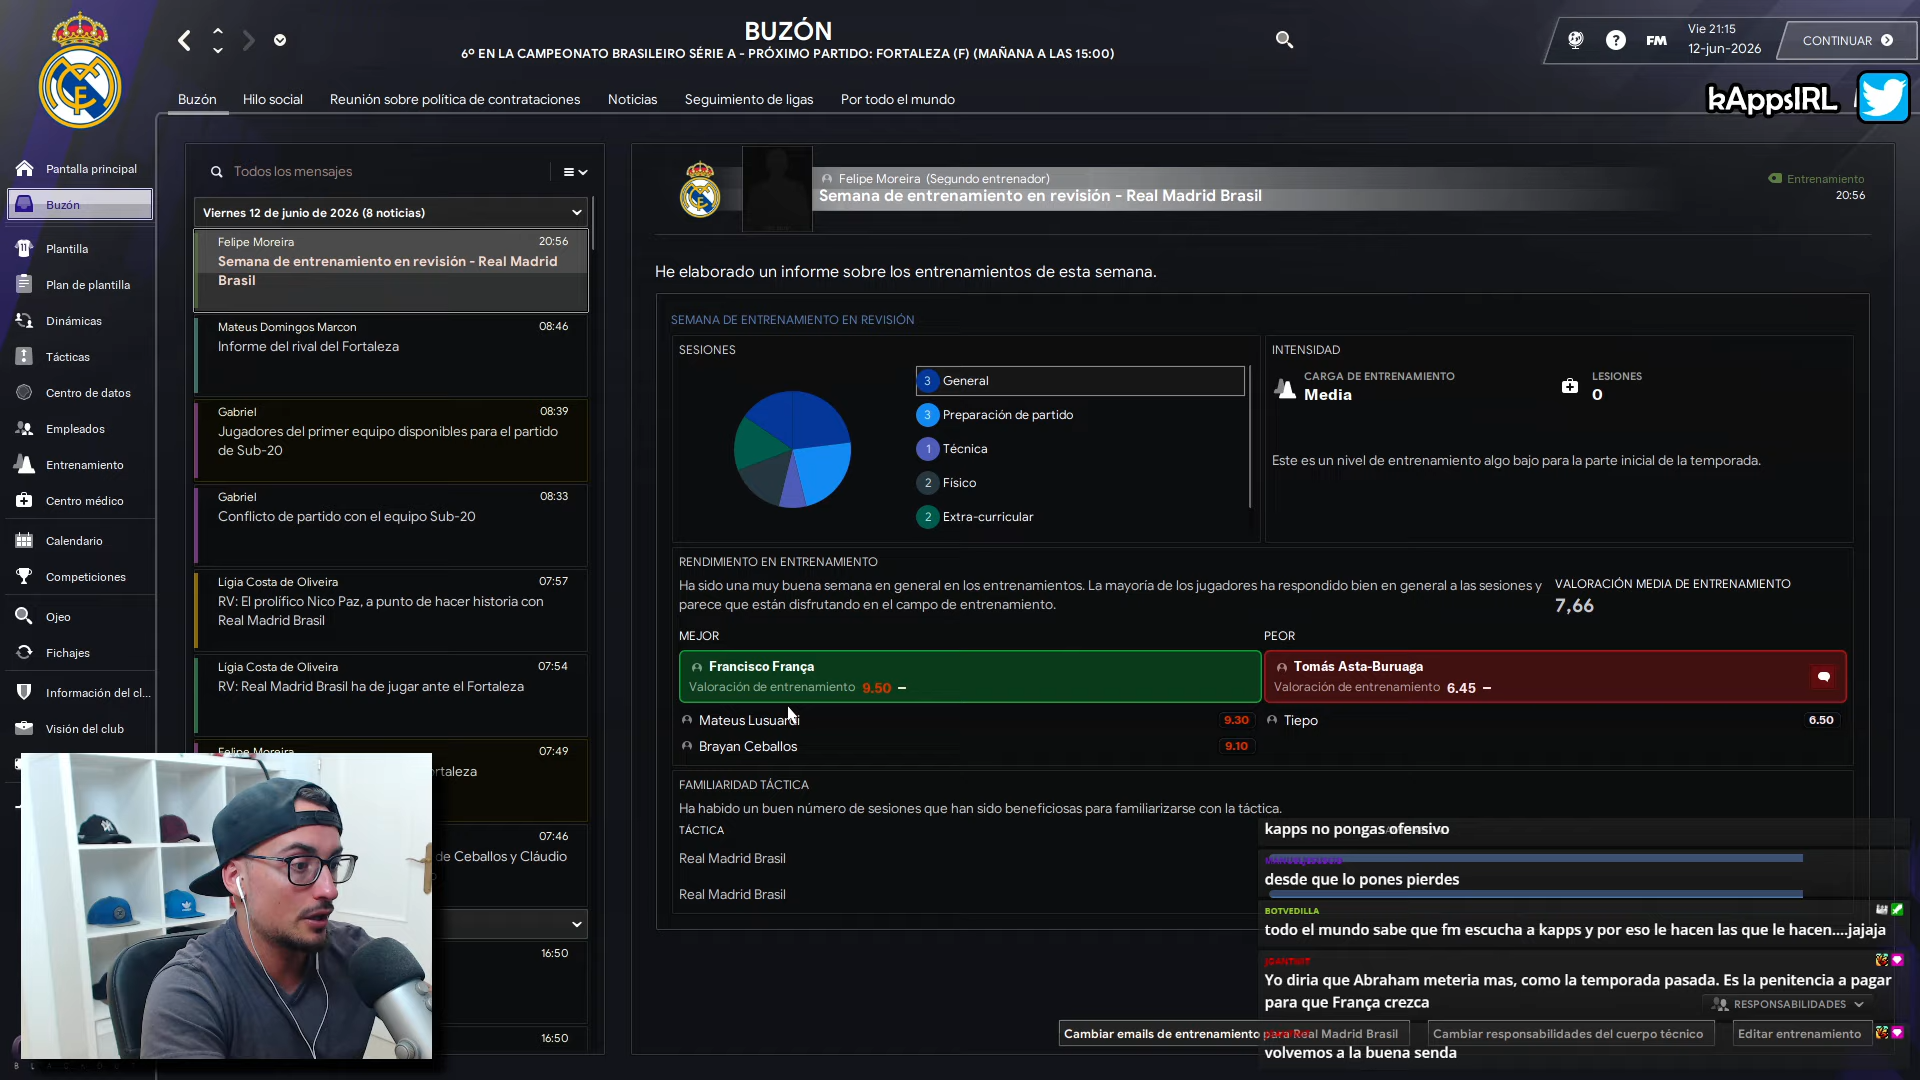 BUZÓN
6º EN LA CAMPEONATO BRASILEIRO SÉRIE A - PRÓXIMO PARTIDO: FORTALEZA (F) (MAÑANA A LAS 15:00)
FM
Vie 21:15
12-jun-2026
CONTINUAR
Buzón
Hilo social
Reunión sobre política de contrataciones
Noticias
Seguimiento de ligas
Por todo el mundo
kAppsIRL
Pantalla principal
Buzón
Plantilla
Plan de plantilla
Dinámicas
Tácticas
Centro de datos
Empleados
Entrenamiento
Centro médico
Calendario
Competiciones
Ojeo
Fichajes
Información del cl...
Visión del club
Todos los mensajes
Viernes 12 de junio de 2026 (8 noticias)
Felipe Moreira 20:56
Semana de entrenamiento en revisión - Real Madrid
Brasil
Mateus Domingos Marcon 08:46
Informe del rival del Fortaleza
Gabriel 08:39
Jugadores del primer equipo disponibles para el partido
de Sub-20
Gabriel 08:33
Conflicto de partido con el equipo Sub-20
Lígia Costa de Oliveira 07:57
RV: El prolífico Nico Paz, a punto de hacer historia con
Real Madrid Brasil
Lígia Costa de Oliveira 07:54
RV: Real Madrid Brasil ha de jugar ante el Fortaleza
Felipe Moreira 07:49
rtaleza
07:46
de Ceballos y Cláudio
16:50
16:50
Felipe Moreira (Segundo entrenador)
Semana de entrenamiento en revisión - Real Madrid Brasil
Entrenamiento
20:56
He elaborado un informe sobre los entrenamientos de esta semana.
SEMANA DE ENTRENAMIENTO EN REVISIÓN
SESIONES
3 General
3 Preparación de partido
1 Técnica
2 Físico
2 Extra-curricular
INTENSIDAD
CARGA DE ENTRENAMIENTO
Media
LESIONES
0
Este es un nivel de entrenamiento algo bajo para la parte inicial de la temporada.
RENDIMIENTO EN ENTRENAMIENTO
Ha sido una muy buena semana en general en los entrenamientos. La mayoría de los jugadores ha respondido bien en general a las sesiones y
parece que están disfrutando en el campo de entrenamiento.
VALORACIÓN MEDIA DE ENTRENAMIENTO
7,66
MEJOR
Francisco França
Valoración de entrenamiento 9.50 –
Mateus Lusuardi 9.30
Brayan Ceballos 9.10
PEOR
Tomás Asta-Buruaga
Valoración de entrenamiento 6.45 –
Tiepo 6.50
FAMILIARIDAD TÁCTICA
Ha habido un buen número de sesiones que han sido beneficiosas para familiarizarse con la táctica.
TÁCTICA
Real Madrid Brasil
Real Madrid Brasil
kapps no pongas ofensivo
desde que lo pones pierdes
BOTVEDILLA
todo el mundo sabe que fm escucha a kapps y por eso le hacen las que le hacen....jajaja
Yo diria que Abraham meteria mas, como la temporada pasada. Es la penitencia a pagar
para que França crezca
RESPONSABILIDADES
Cambiar emails de entrenamiento para Real Madrid Brasil
Cambiar responsabilidades del cuerpo técnico
Editar entrenamiento
volvemos a la buena senda